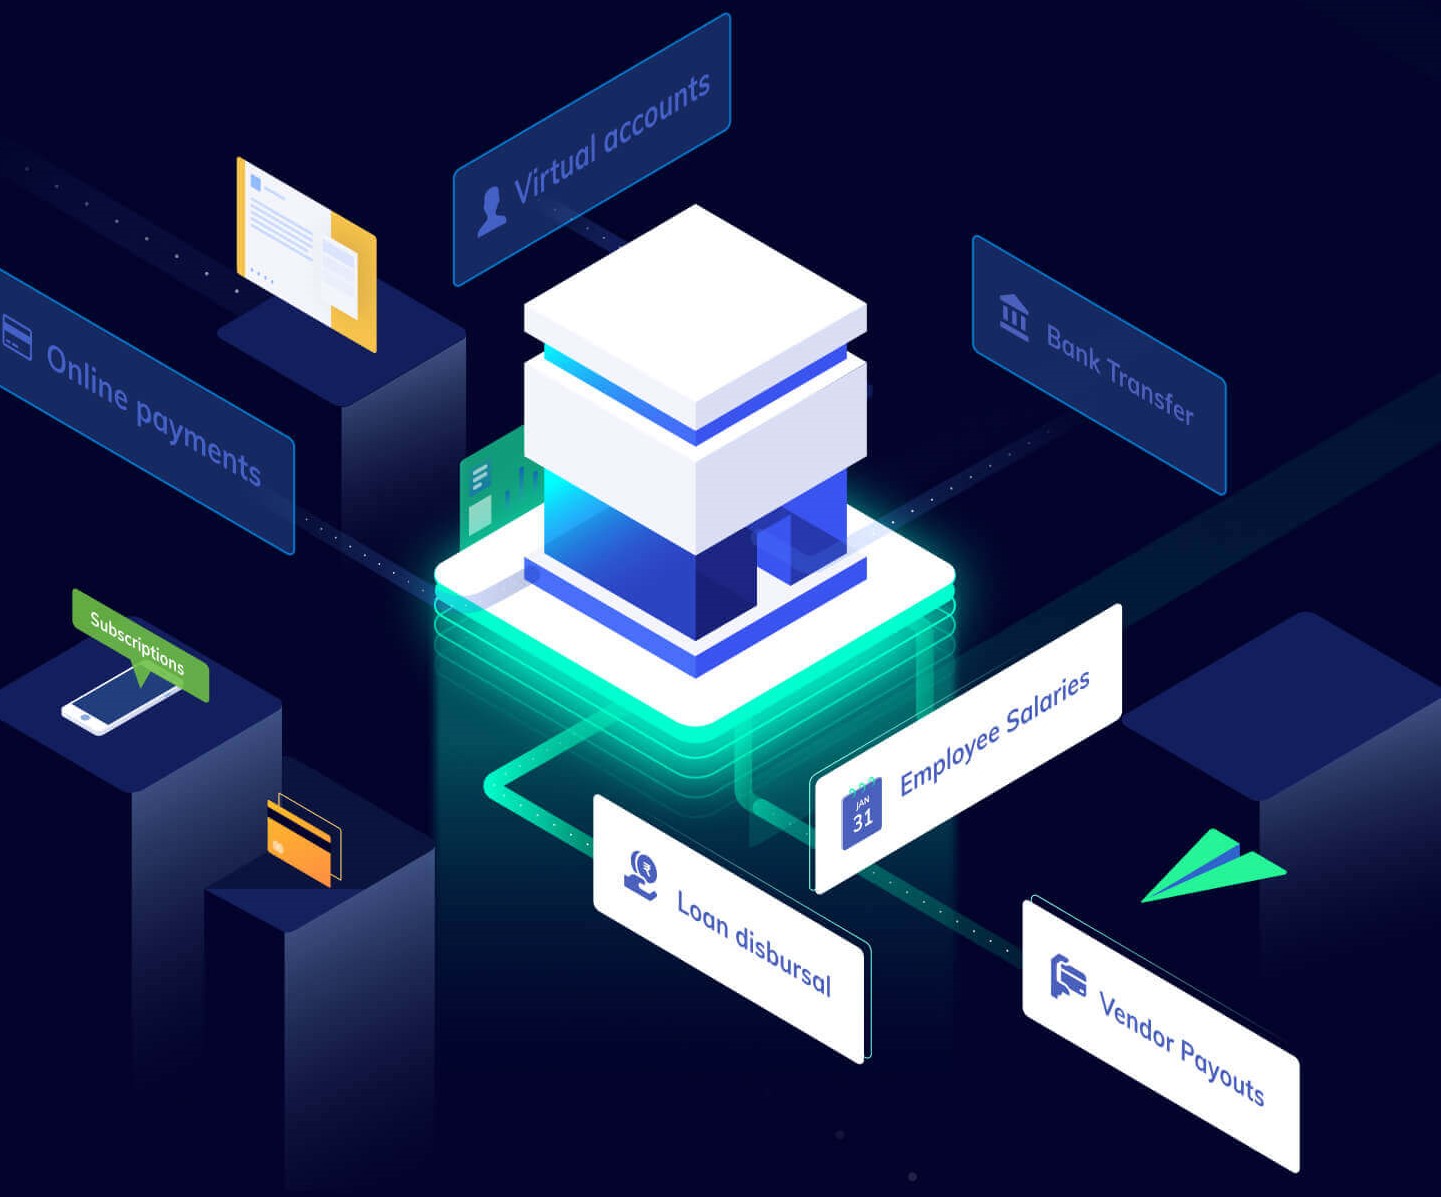 Virtual accounts
Bank Transfer
Online payments
Subscriptions
Employee Salaries
JAN
31
₹
Loan disbursal
Vendor Payouts